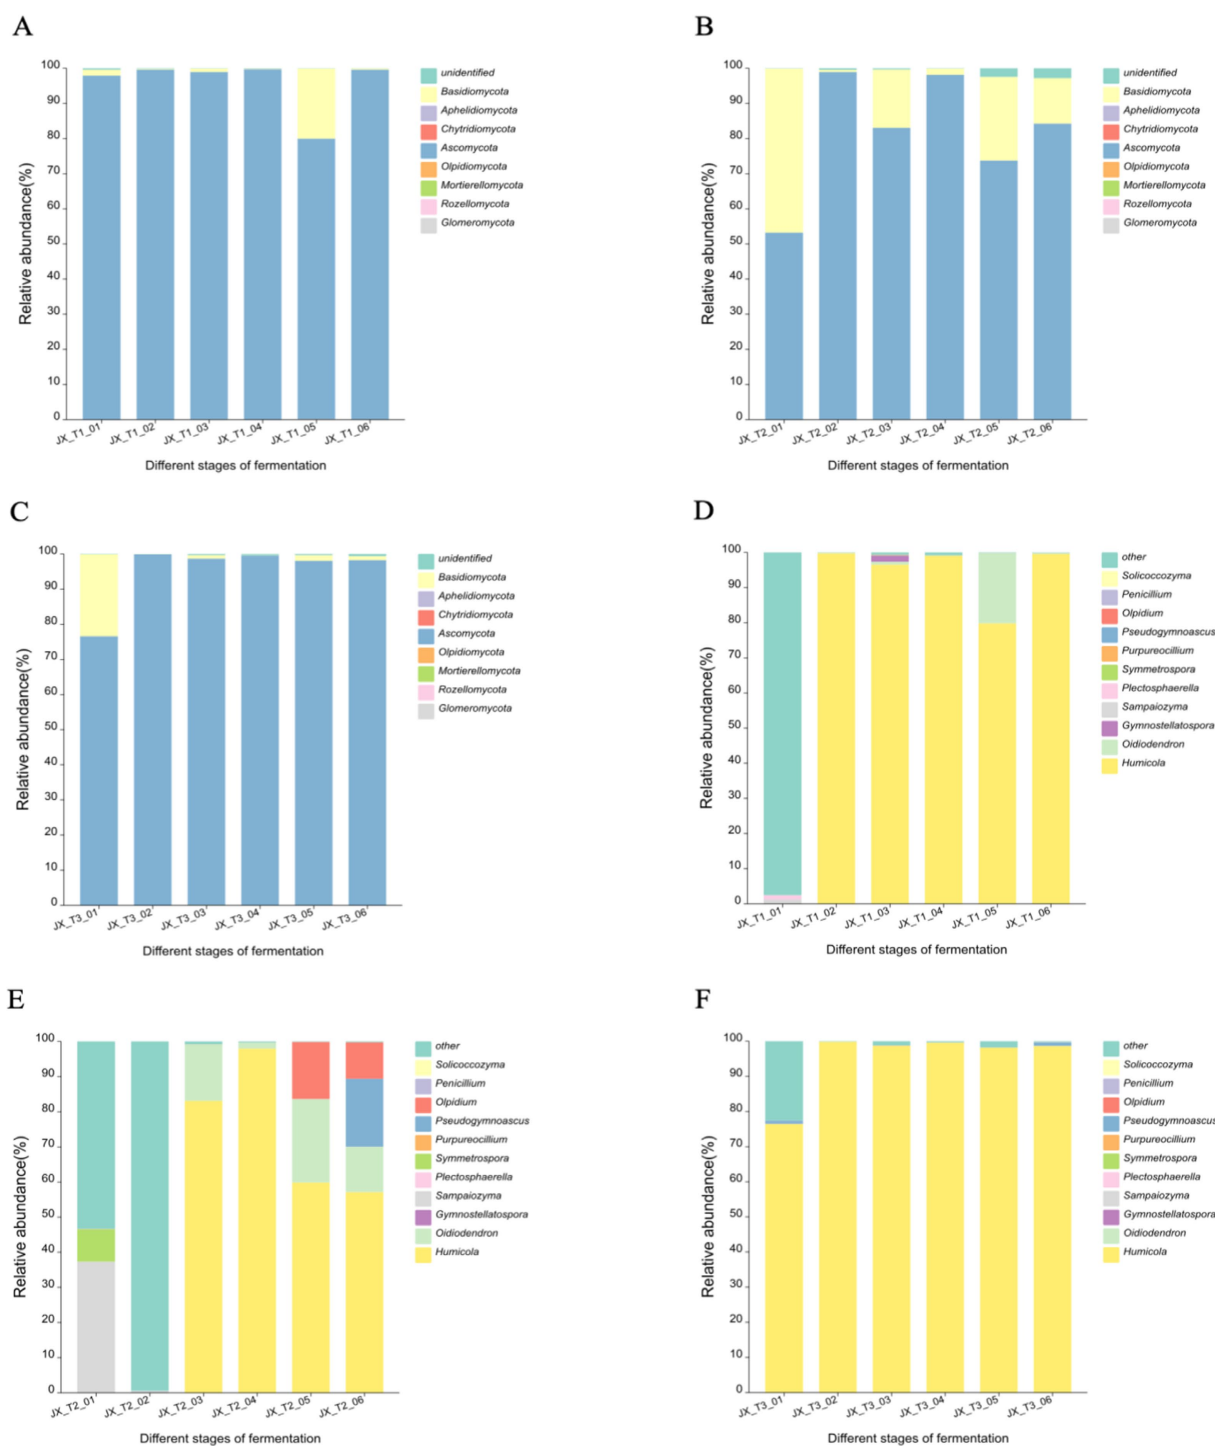 A
100
90
80
70
60
50
40
30
20
10
0
Relative abundance(%)
JX_T1_01
JX_T1_02
JX_T1_03
JX_T1_04
JX_T1_05
JX_T1_06
Different stages of fermentation
unidentified
Basidiomycota
Aphelidiomycota
Chytridiomycota
Ascomycota
Olpidiomycota
Mortierellomycota
Rozellomycota
Glomeromycota
B
100
90
80
70
60
50
40
30
20
10
0
Relative abundance(%)
JX_T2_01
JX_T2_02
JX_T2_03
JX_T2_04
JX_T2_05
JX_T2_06
Different stages of fermentation
unidentified
Basidiomycota
Aphelidiomycota
Chytridiomycota
Ascomycota
Olpidiomycota
Mortierellomycota
Rozellomycota
Glomeromycota
C
100
90
80
70
60
50
40
30
20
10
0
Relative abundance(%)
JX_T3_01
JX_T3_02
JX_T3_03
JX_T3_04
JX_T3_05
JX_T3_06
Different stages of fermentation
unidentified
Basidiomycota
Aphelidiomycota
Chytridiomycota
Ascomycota
Olpidiomycota
Mortierellomycota
Rozellomycota
Glomeromycota
D
100
90
80
70
60
50
40
30
20
10
0
Relative abundance(%)
JX_T1_01
JX_T1_02
JX_T1_03
JX_T1_04
JX_T1_05
JX_T1_06
Different stages of fermentation
other
Solicoccozyma
Penicillium
Olpidium
Pseudogymnoascus
Purpureocillium
Symmetrospora
Plectosphaerella
Sampaiozyma
Gymnostellatospora
Oidiodendron
Humicola
E
100
90
80
70
60
50
40
30
20
10
0
Relative abundance(%)
JX_T2_01
JX_T2_02
JX_T2_03
JX_T2_04
JX_T2_05
JX_T2_06
Different stages of fermentation
other
Solicoccozyma
Penicillium
Olpidium
Pseudogymnoascus
Purpureocillium
Symmetrospora
Plectosphaerella
Sampaiozyma
Gymnostellatospora
Oidiodendron
Humicola
F
100
90
80
70
60
50
40
30
20
10
0
Relative abundance(%)
JX_T3_01
JX_T3_02
JX_T3_03
JX_T3_04
JX_T3_05
JX_T3_06
Different stages of fermentation
other
Solicoccozyma
Penicillium
Olpidium
Pseudogymnoascus
Purpureocillium
Symmetrospora
Plectosphaerella
Sampaiozyma
Gymnostellatospora
Oidiodendron
Humicola